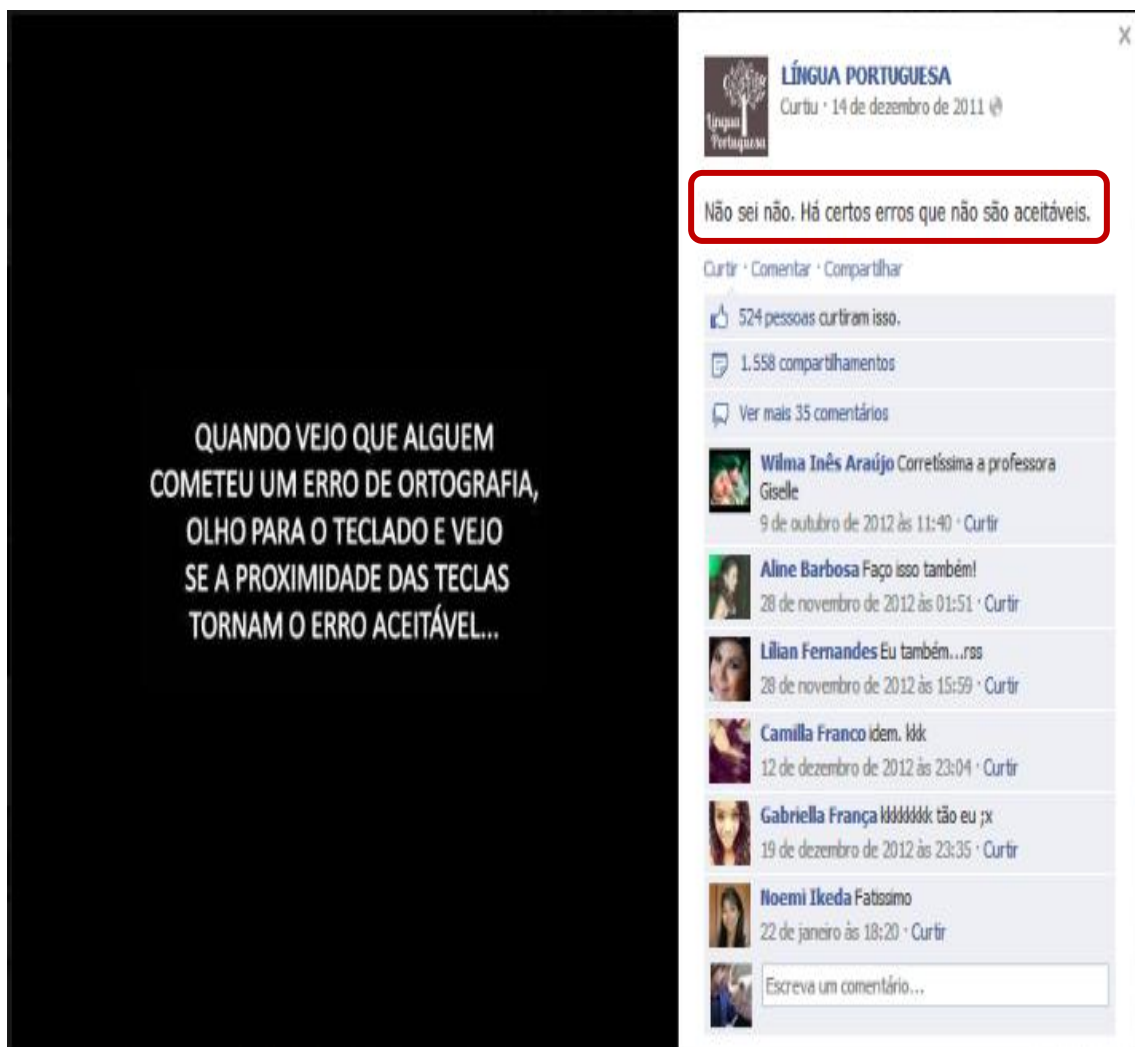 QUANDO VEJO QUE ALGUEM
COMETEU UM ERRO DE ORTOGRAFIA,
OLHO PARA O TECLADO E VEJO
SE A PROXIMIDADE DAS TECLAS
TORNAM O ERRO ACEITÁVEL...
X
Língua
Portuguesa
LÍNGUA PORTUGUESA
Curtiu · 14 de dezembro de 2011
Não sei não. Há certos erros que não são aceitáveis.
Curtir · Comentar · Compartilhar
524 pessoas curtiram isso.
1.558 compartilhamentos
Ver mais 35 comentários
Wilma Inês Araújo Corretíssima a professora
Giselle
9 de outubro de 2012 às 11:40 · Curtir
Aline Barbosa Faço isso também!
28 de novembro de 2012 às 01:51 · Curtir
Lílian Fernandes Eu também...rss
28 de novembro de 2012 às 15:59 · Curtir
Camilla Franco idem. kkk
12 de dezembro de 2012 às 23:04 · Curtir
Gabriella França kkkkkkk tão eu ;x
19 de dezembro de 2012 às 23:35 · Curtir
Noemi Ikeda Fatissimo
22 de janeiro às 18:20 · Curtir
Escreva um comentário...